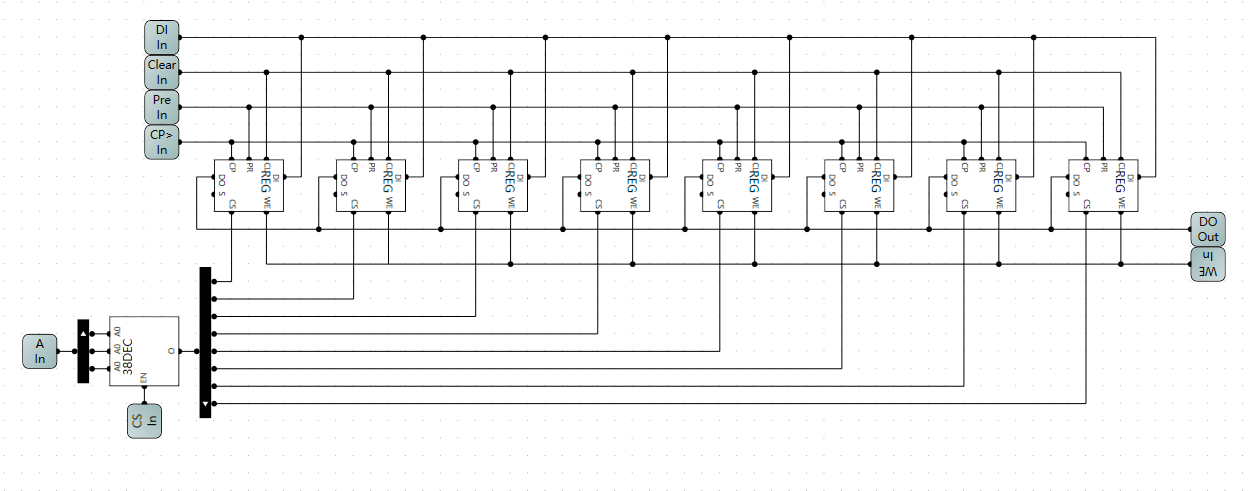 DI
In
Clear
In
Pre
In
CP>
In
CP PR CL
REG
DO DI
S
CS WE
CP PR CL
REG
DO DI
S
CS WE
CP PR CL
REG
DO DI
S
CS WE
CP PR CL
REG
DO DI
S
CS WE
CP PR CL
REG
DO DI
S
CS WE
CP PR CL
REG
DO DI
S
CS WE
CP PR CL
REG
DO DI
S
CS WE
CP PR CL
REG
DO DI
S
CS WE
DO
Out
WE
In
A
In
A0
A0
A0
38DEC
O
EN
CS
In